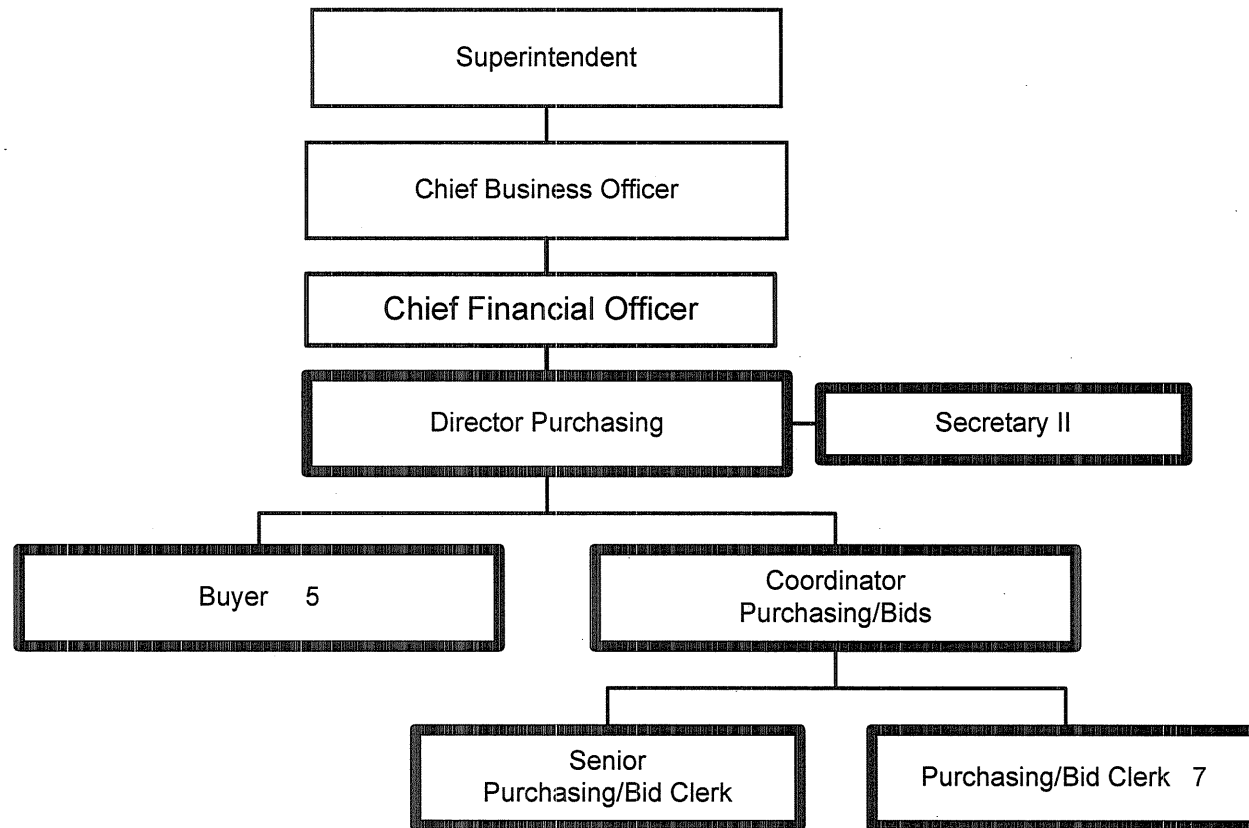 Superintendent
Chief Business Officer
Chief Financial Officer
Director Purchasing
Secretary II
Buyer 5
Coordinator
Purchasing/Bids
Senior
Purchasing/Bid Clerk
Purchasing/Bid Clerk 7